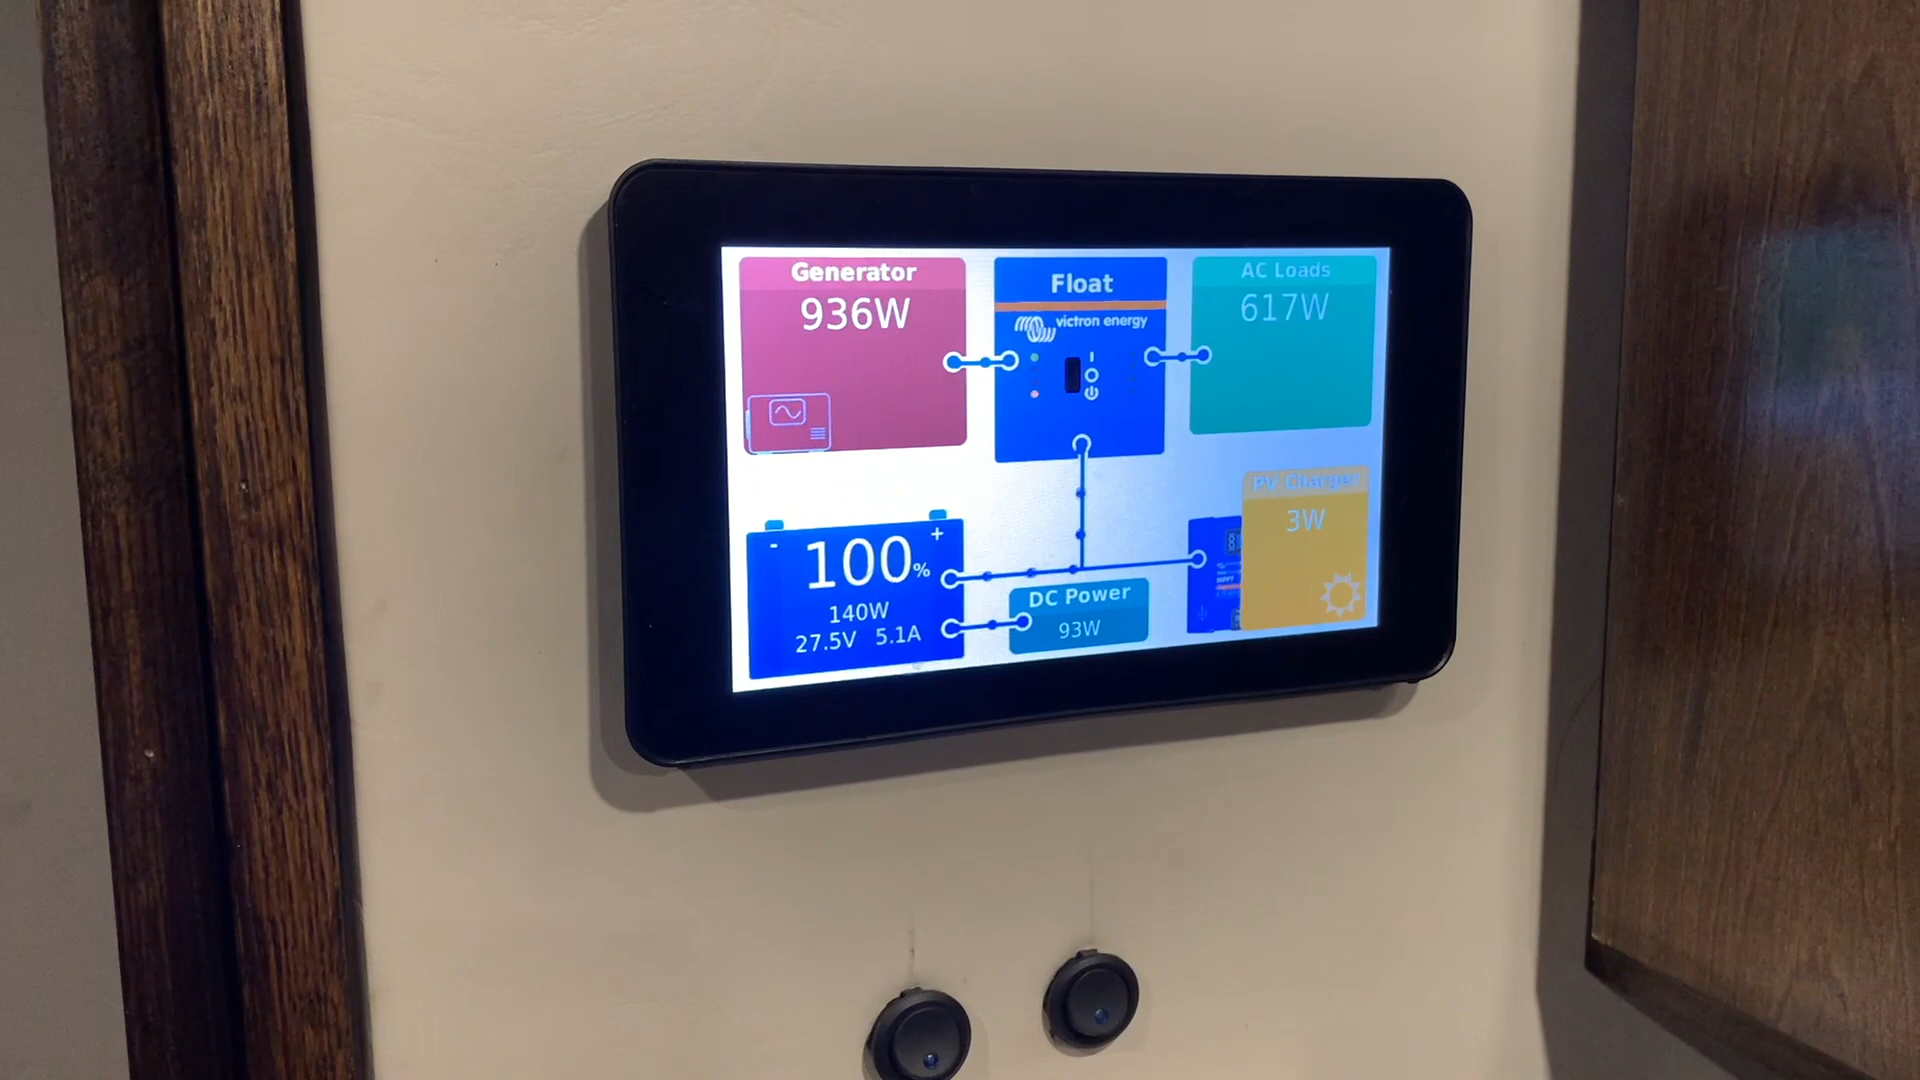 Generator
936W
Float
victron energy
AC Loads
617W
PV Charger
3W
- +
100%
140W
27.5V 5.1A
DC Power
93W